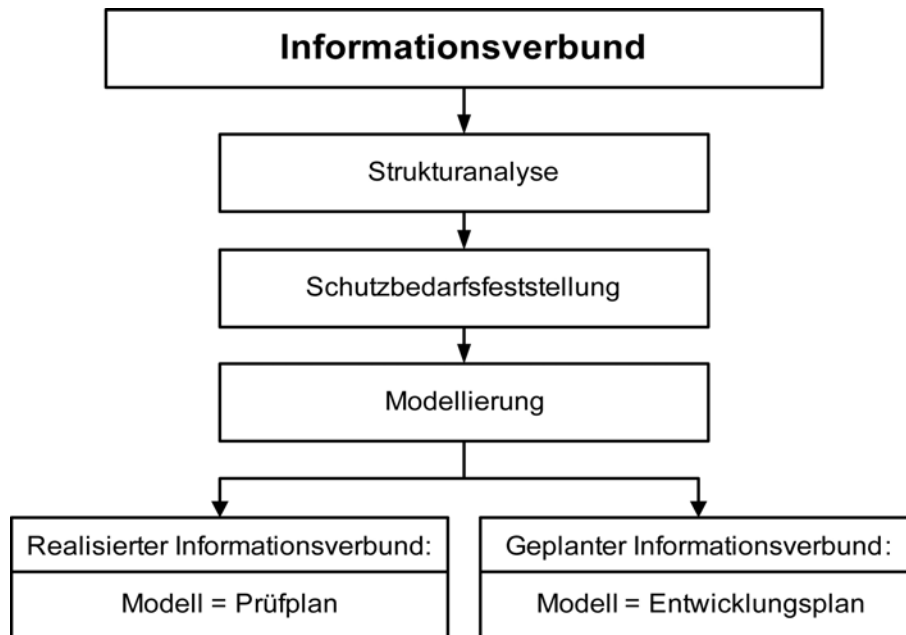 Informationsverbund
Strukturanalyse
Schutzbedarfsfeststellung
Modellierung
Realisierter Informationsverbund:
Modell = Prüfplan
Geplanter Informationsverbund:
Modell = Entwicklungsplan